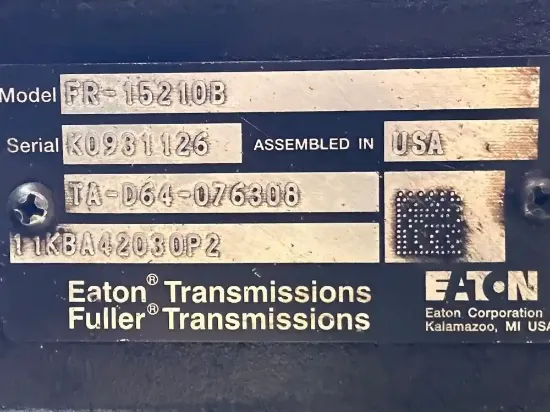 Model FR-15210B
Serial K0931126 ASSEMBLED IN USA
TA-D64-076308
11KBA42030P2
Eaton® Transmissions
Fuller® Transmissions
EATON
Eaton Corporation
Kalamazoo, MI USA